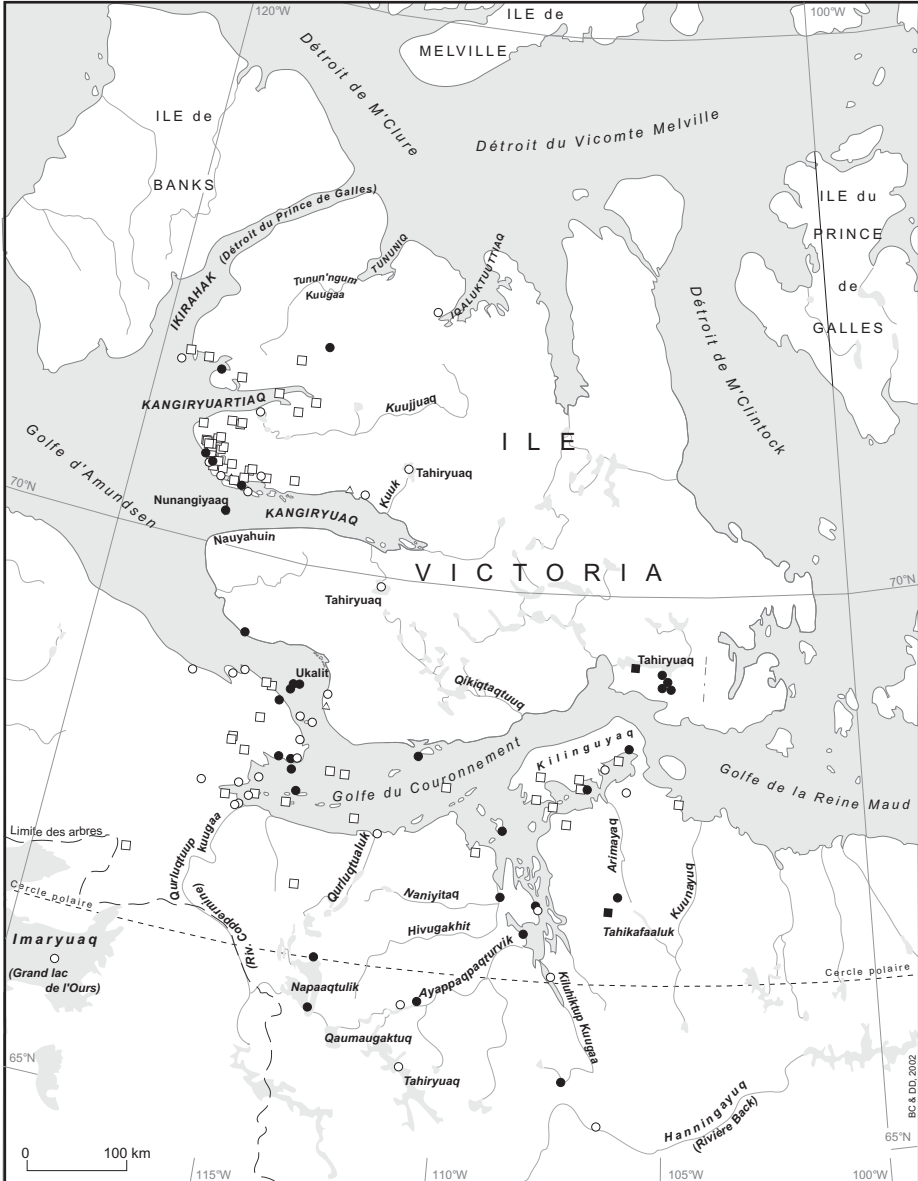 120°W
100°W
ILE de
MELVILLE
Détroit de M'Clure
Détroit du Vicomte Melville
ILE de
BANKS
ILE du
PRINCE
de
GALLES
IKIRAHAK (Détroit du Prince de Galles)
TUNUNIQ
Tunun'ngum
Kuugaa
IQALUKTUUTTIAQ
Détroit de M'Clintock
KANGIRYUARTIAQ
Kuujjuaq
ILE
Golfe d'Amundsen
70°N
Tahiryuaq
Kuuk
Nunangiyaaq
KANGIRYUAQ
Nauyahuin
VICTORIA
70°N
Tahiryuaq
Tahiryuaq
Ukalit
Qikiqtaqtuuq
Kilinguyaq
Golfe du Couronnement
Golfe de la Reine Maud
Limite des arbres
Qurluqtuup
kuugaa
(Riv. Coppermine)
Qurluqtualuk
Arimayaq
Kuunayuq
Cercle polaire
Naniyitaq
Hivugakhit
Tahikafaaluk
Imaryuaq
(Grand lac
de l'Ours)
Ayappaqpaqturvik
Kiluhiktup Kuugaa
Cercle polaire
Napaaqtulik
Qaumaugaktuq
65°N
Tahiryuaq
Hanningayuq
(Rivière Back)
65°N
BC & DD, 2002
0 100 km
115°W
110°W
105°W
100°W